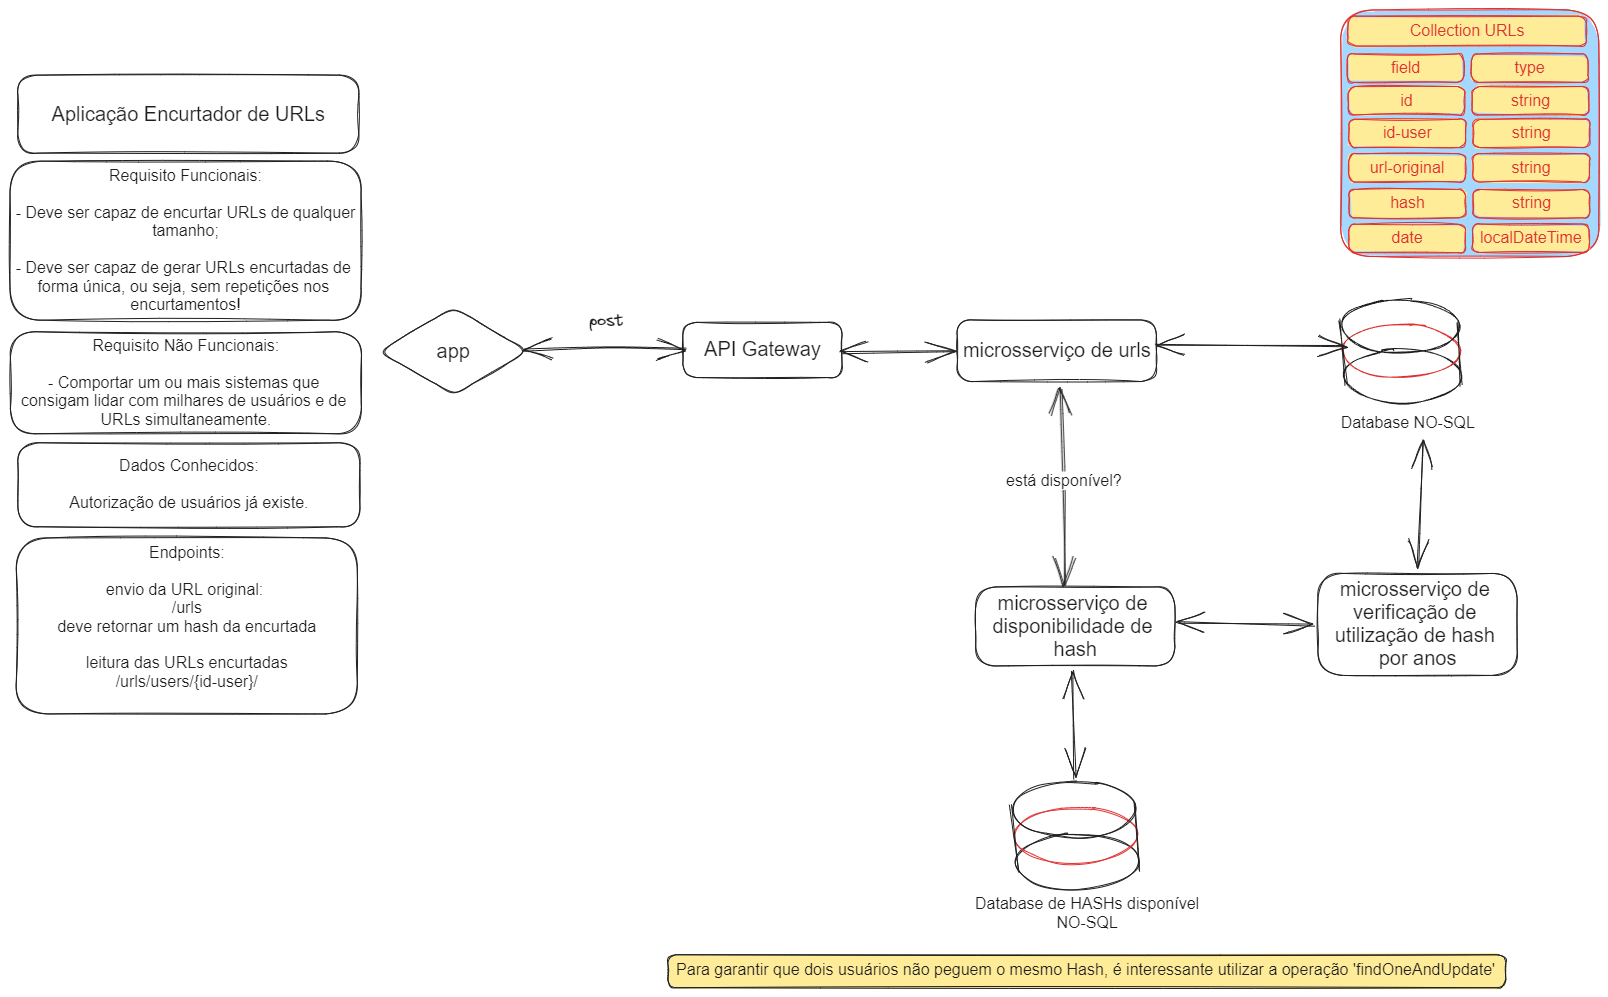 Aplicação Encurtador de URLs
Requisito Funcionais:
- Deve ser capaz de encurtar URLs de qualquer
tamanho;
- Deve ser capaz de gerar URLs encurtadas de
forma única, ou seja, sem repetições nos
encurtamentos!
Requisito Não Funcionais:
- Comportar um ou mais sistemas que
consigam lidar com milhares de usuários e de
URLs simultaneamente.
Dados Conhecidos:
Autorização de usuários já existe.
Endpoints:
envio da URL original:
/urls
deve retornar um hash da encurtada
leitura das URLs encurtadas
/urls/users/{id-user}/
app
post
API Gateway
microsserviço de urls
Collection URLs
field
type
id
string
id-user
string
url-original
string
hash
string
date
localDateTime
Database NO-SQL
está disponível?
microsserviço de
disponibilidade de
hash
microsserviço de
verificação de
utilização de hash
por anos
Database de HASHs disponível
NO-SQL
Para garantir que dois usuários não peguem o mesmo Hash, é interessante utilizar a operação 'findOneAndUpdate'